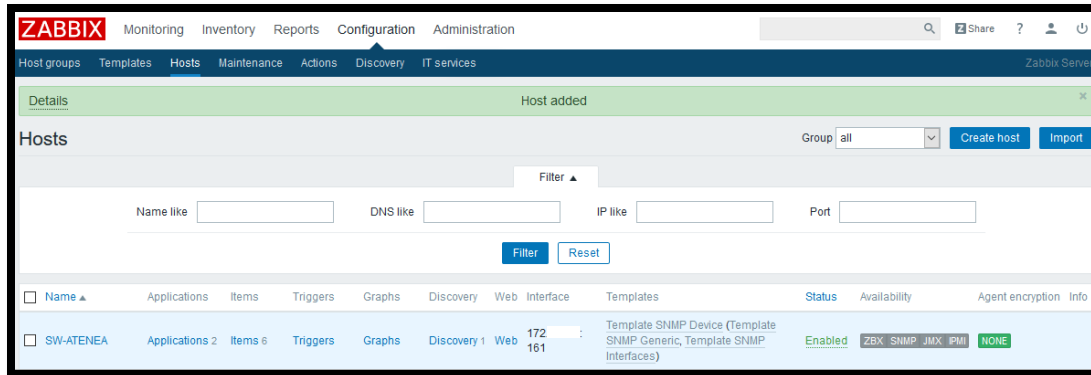 ZABBIX Monitoring Inventory Reports Configuration Administration Z Share ?
Host groups Templates Hosts Maintenance Actions Discovery IT services Zabbix Server
Details Host added ×
Hosts Group all Create host Import
Filter ▲
Name like DNS like IP like Port
Filter Reset
Name ▲ Applications Items Triggers Graphs Discovery Web Interface Templates Status Availability Agent encryption Info
SW-ATENEA Applications 2 Items 6 Triggers Graphs Discovery 1 Web 172 : Template SNMP Device (Template Enabled ZBX SNMP JMX IPMI NONE
161 SNMP Generic, Template SNMP
Interfaces)